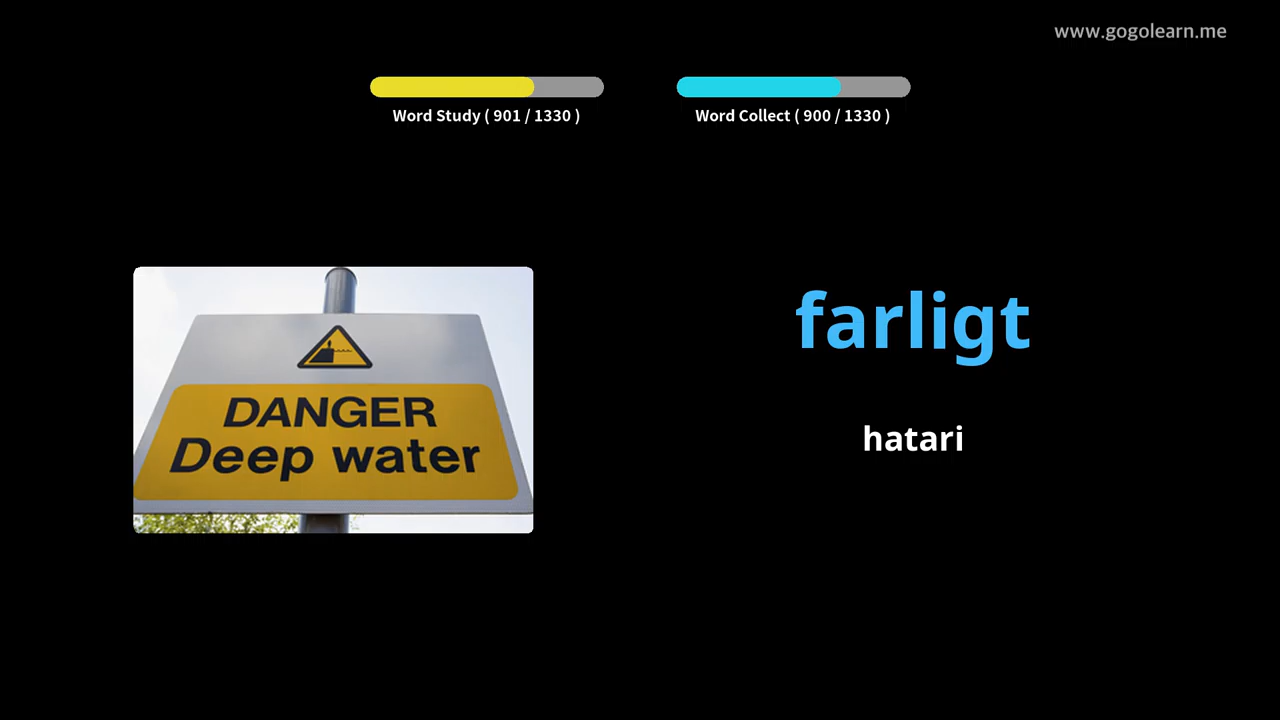 www.gogolearn.me
Word Study ( 901 / 1330 )
Word Collect ( 900 / 1330 )
DANGER
Deep water
farligt
hatari